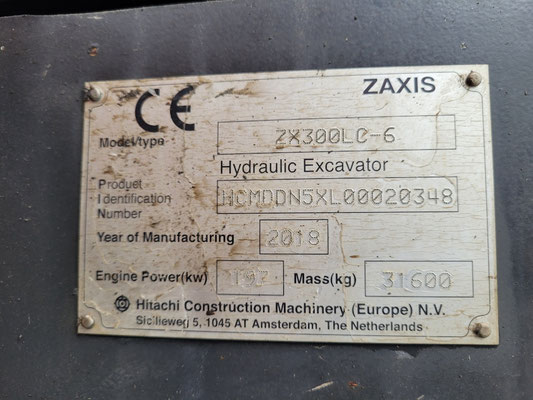 CE ZAXIS
Model/type ZX300LC-6
Hydraulic Excavator
Product
Identification HCMDDN5XL00020348
Number
Year of Manufacturing 2018
Engine Power(kw) Mass(kg) 31600
Hitachi Construction Machinery (Europe) N.V.
Sicilieweg 5, 1045 AT Amsterdam, The Netherlands